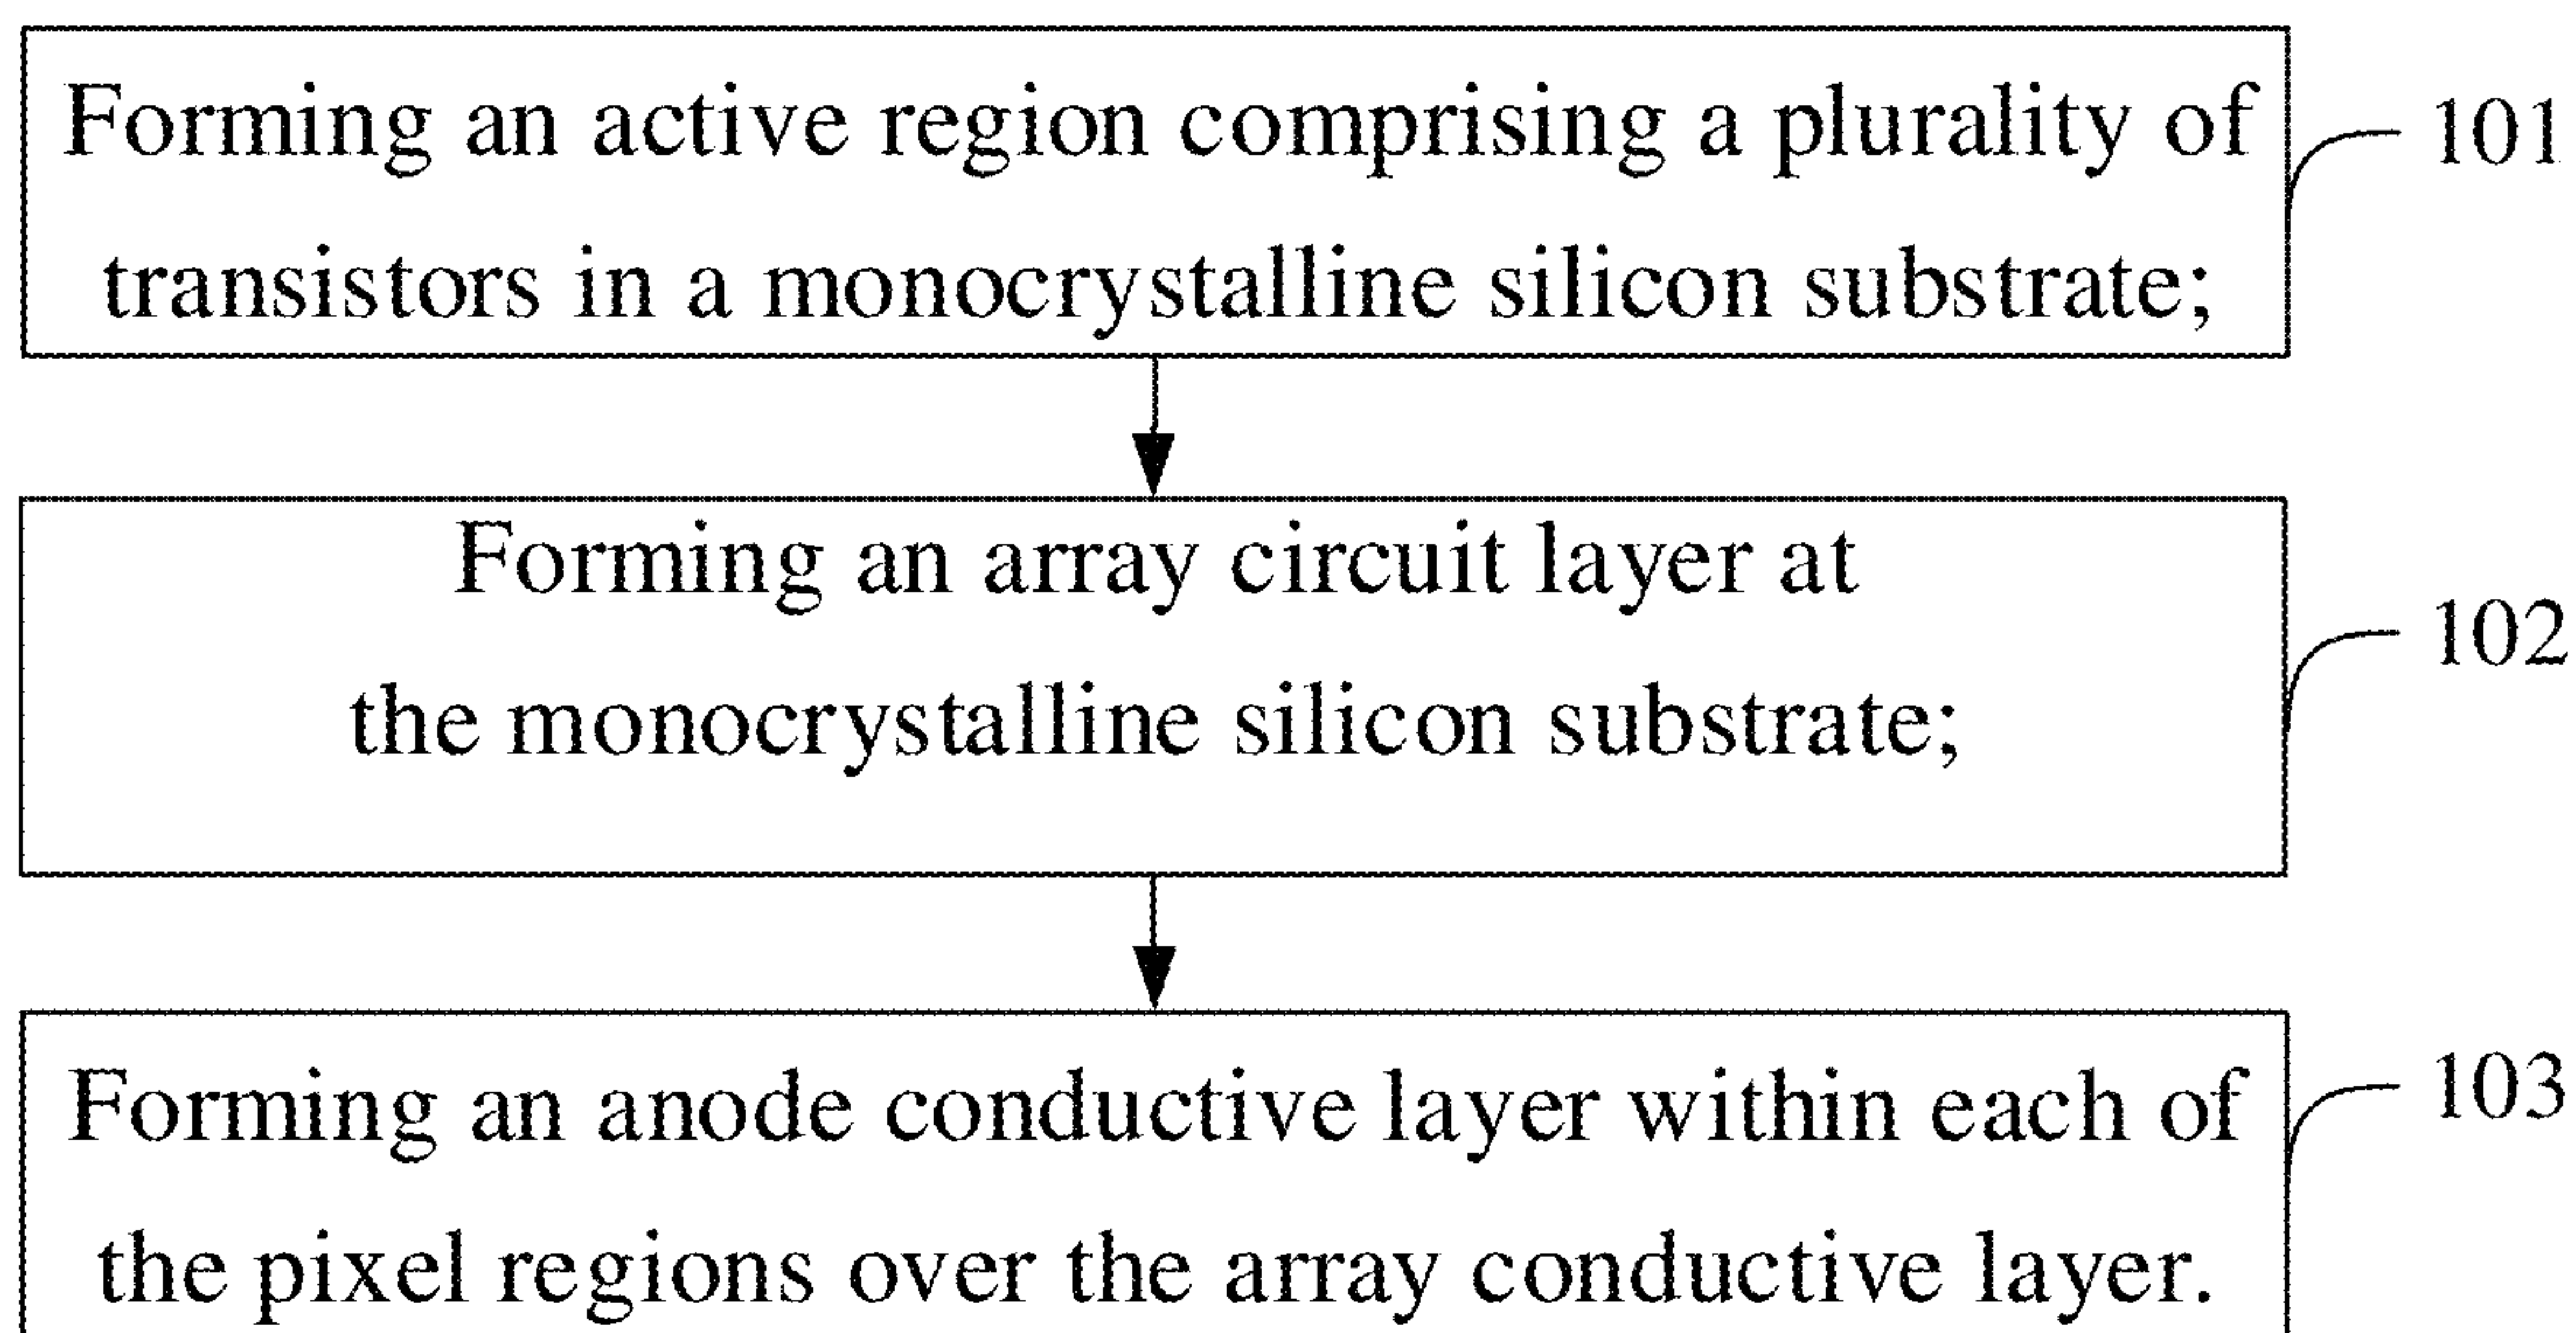 Forming an active region comprising a plurality of
transistors in a monocrystalline silicon substrate;
101
Forming an array circuit layer at
the monocrystalline silicon substrate;
102
Forming an anode conductive layer within each of
the pixel regions over the array conductive layer.
103